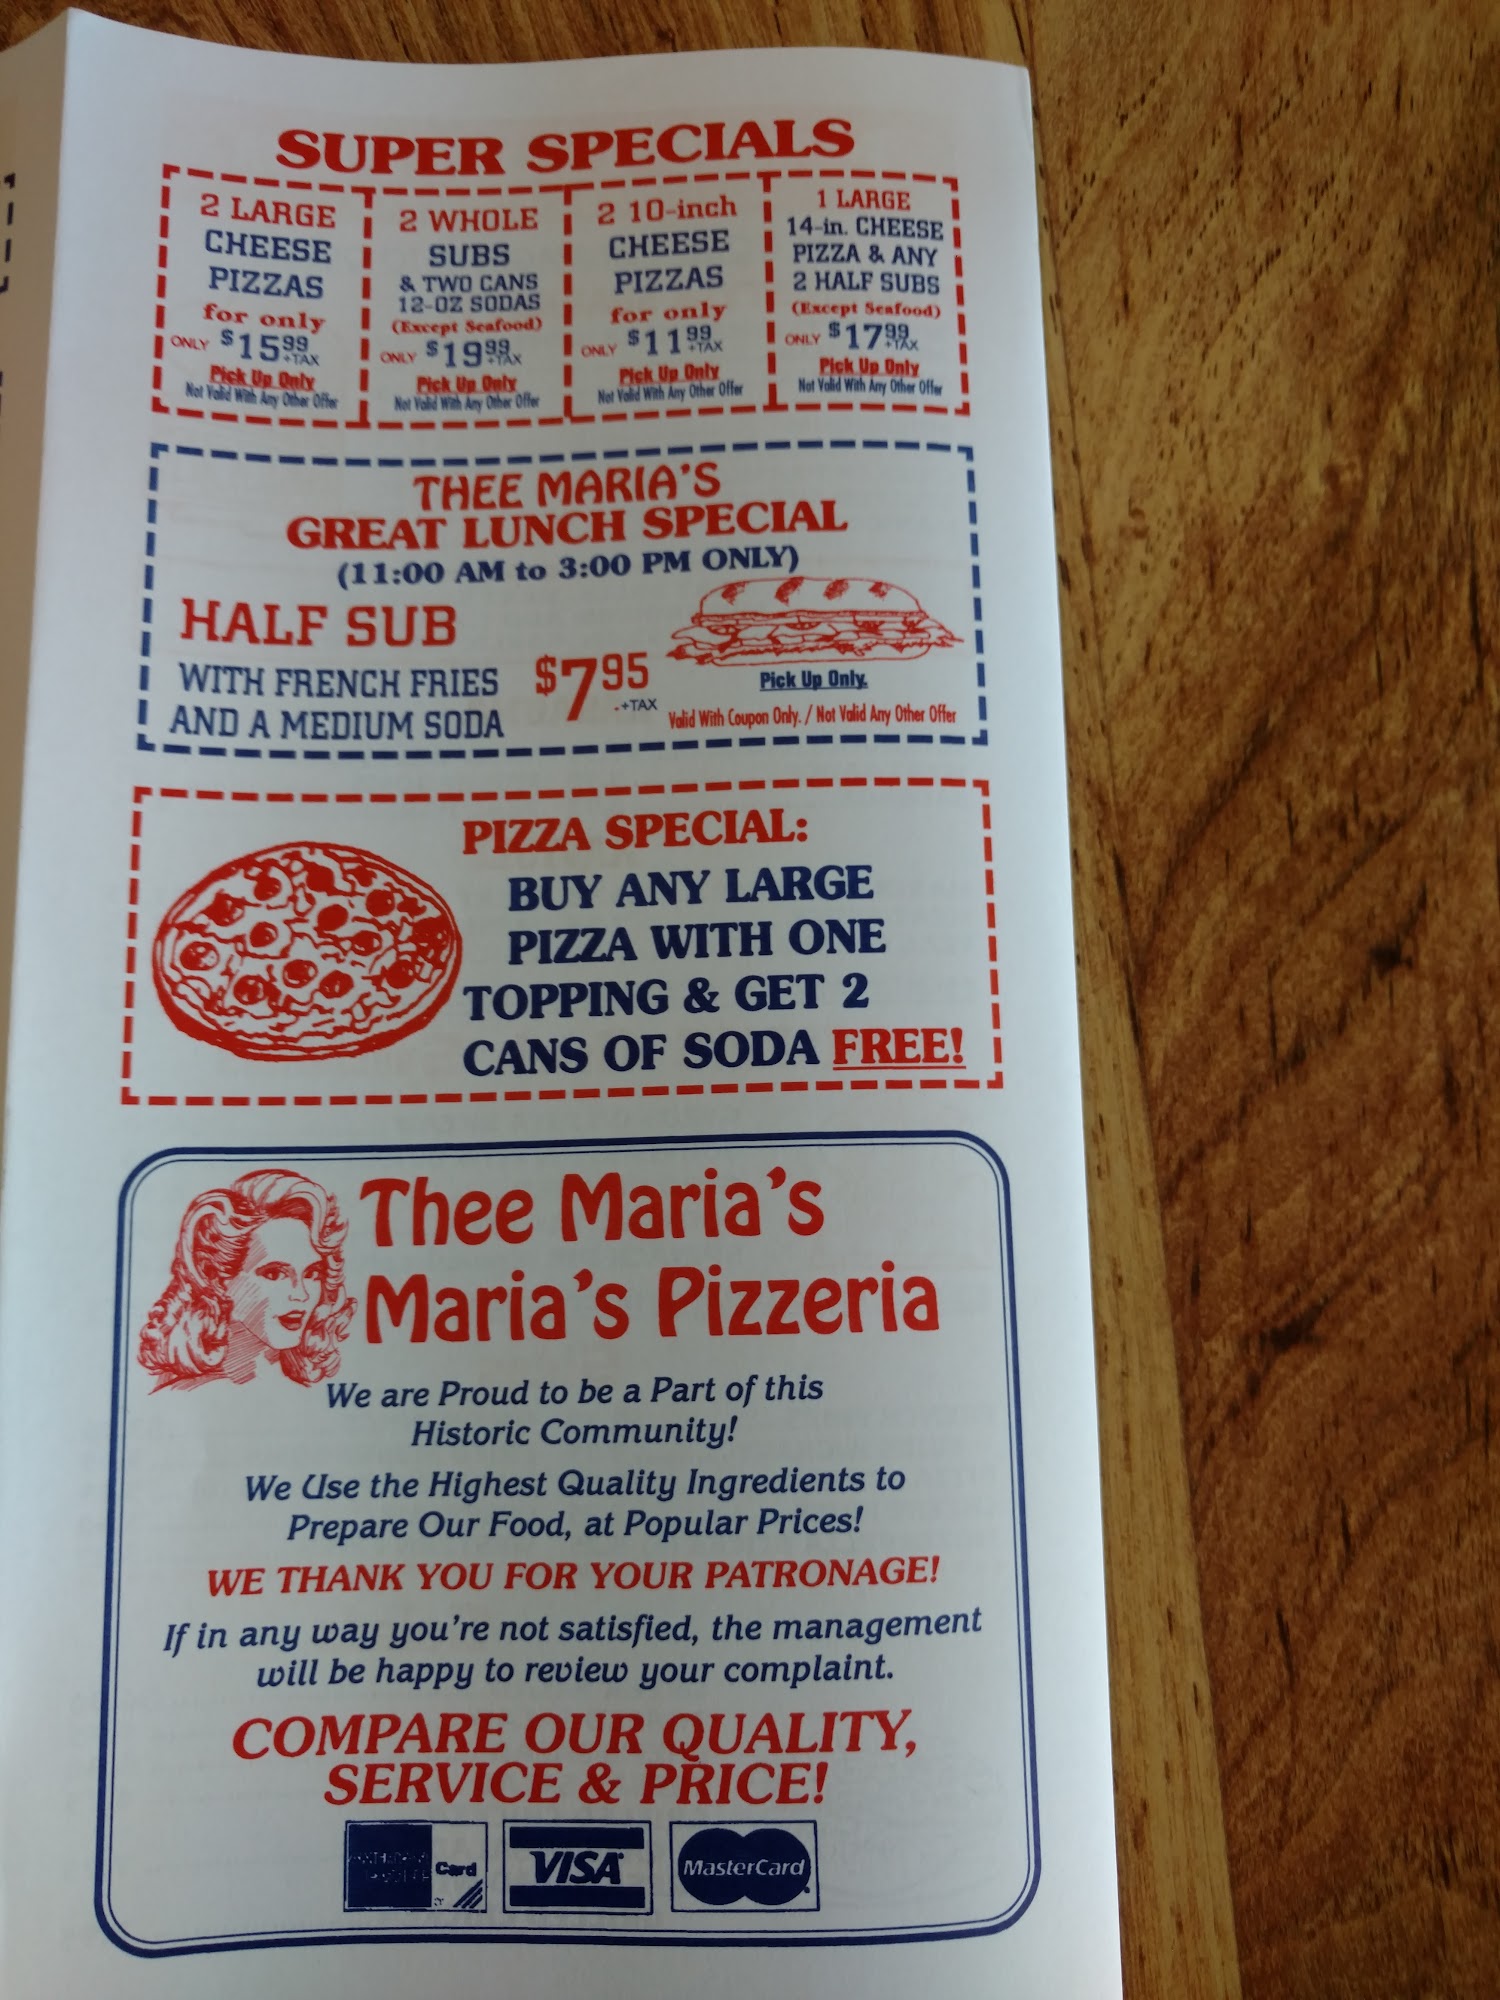 SUPER SPECIALS
2 LARGE
CHEESE
PIZZAS
for only
ONLY $15.99
+TAX
Pick Up Only
Not Valid With Any Other Offer
2 WHOLE
SUBS
& TWO CANS
12-OZ SODAS
(Except Seafood)
ONLY $19.99
+TAX
Pick Up Only
Not Valid With Any Other Offer
2 10-inch
CHEESE
PIZZAS
for only
ONLY $11.99
+TAX
Pick Up Only
Not Valid With Any Other Offer
1 LARGE
14-in. CHEESE
PIZZA & ANY
2 HALF SUBS
(Except Seafood)
ONLY $17.99
+TAX
Pick Up Only
Not Valid With Any Other Offer
THEE MARIA'S
GREAT LUNCH SPECIAL
(11:00 AM to 3:00 PM ONLY)
HALF SUB
WITH FRENCH FRIES
AND A MEDIUM SODA
$7.95
+TAX
Pick Up Only.
Valid With Coupon Only. / Not Valid Any Other Offer
PIZZA SPECIAL:
BUY ANY LARGE
PIZZA WITH ONE
TOPPING & GET 2
CANS OF SODA FREE!
Thee Maria's
Maria's Pizzeria
We are Proud to be a Part of this
Historic Community!
We Use the Highest Quality Ingredients to
Prepare Our Food, at Popular Prices!
WE THANK YOU FOR YOUR PATRONAGE!
If in any way you're not satisfied, the management
will be happy to review your complaint.
COMPARE OUR QUALITY,
SERVICE & PRICE!
Card
VISA
MasterCard